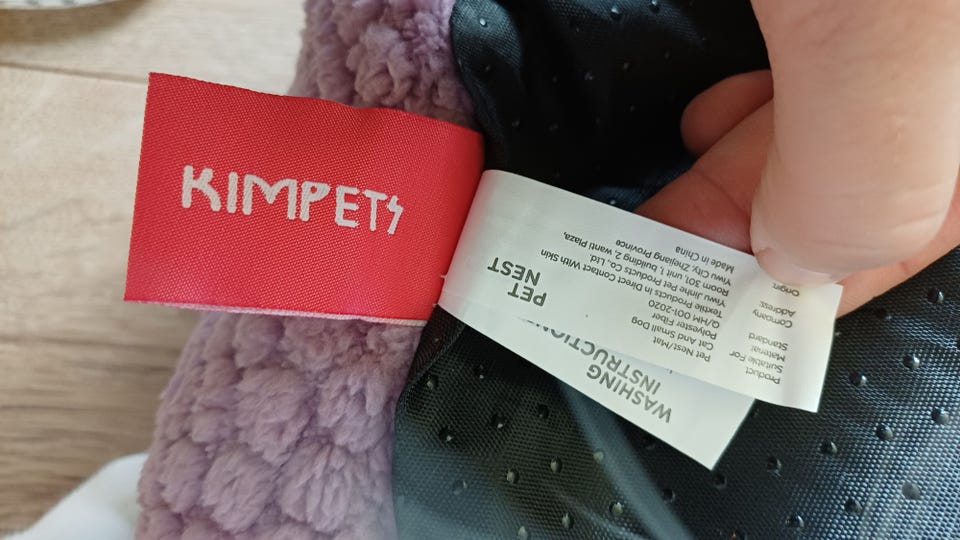 KIMPETS
PET
NEST
Product Pet Nest/Mat
Suitable For Cat And Small Dog
Material Polyester Fiber
Standard Q/HM 001-2020
Textile Products In Direct Contact With Skin
Company Yiwu Jinhe Pet Products Co., Ltd.
Address: Room 301, unit 1, building 2, wanti Plaza,
Yiwu City, Zhejiang Province
Origin: Made in China
WASHING
INSTRUCTION